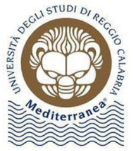 UNIVERSITÀ DEGLI STUDI DI REGGIO CALABRIA
Mediterranea